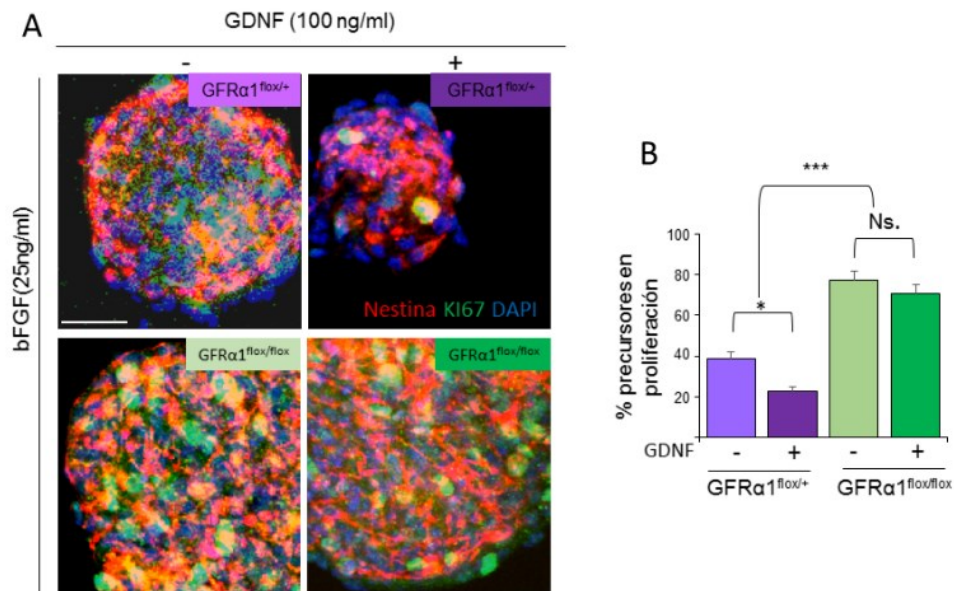 A
GDNF (100 ng/ml)
- +
bFGF(25ng/ml)
GFRα1flox/+
GFRα1flox/+
Nestina KI67 DAPI
GFRα1flox/flox
GFRα1flox/flox
B
***
Ns.
*
% precursores en
proliferación
100
80
60
40
20
GDNF - + - +
GFRα1flox/+ GFRα1flox/flox